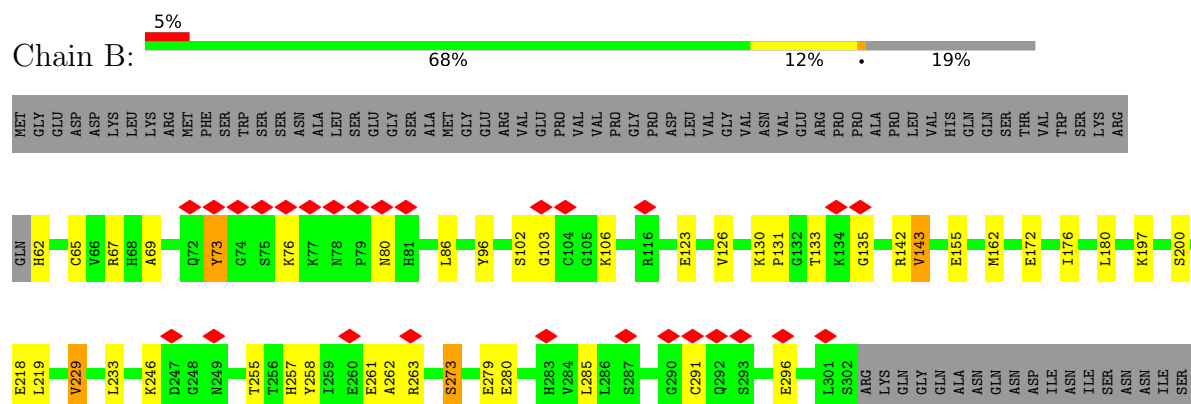 5%
Chain B:
68% 12% • 19%
MET GLY GLU ASP ASP LYS LEU LYS ARG MET PHE SER TRP SER SER ASN ALA LEU SER GLU GLY SER ALA MET GLY GLU ARG VAL GLU PRO VAL VAL PRO GLY PRO ASP LEU VAL GLY VAL ASN VAL GLU ARG PRO PRO ALA PRO LEU VAL HIS GLN GLN SER THR VAL TRP SER LYS ARG
GLN H62 C65 V66 R67 H68 A69 Q72 Y73 G74 S75 K76 K77 N78 P79 N80 H81 L86 Y96 S102 G103 C104 G105 K106 R116 E123 V126 K130 P131 G132 T133 K134 G135 R142 V143 E155 M162 E172 I176 L180 K197 S200
E218 L219 V229 L233 K246 D247 G248 N249 T255 T256 H257 Y258 I259 E260 E261 A262 R263 S273 E279 E280 H283 V284 L285 L286 S287 G290 C291 Q292 S293 E296 L301 S302 ARG LYS GLN GLY GLN ALA ASN GLN ASN ASP ILE ASN ILE SER ASN ASN ILE SER